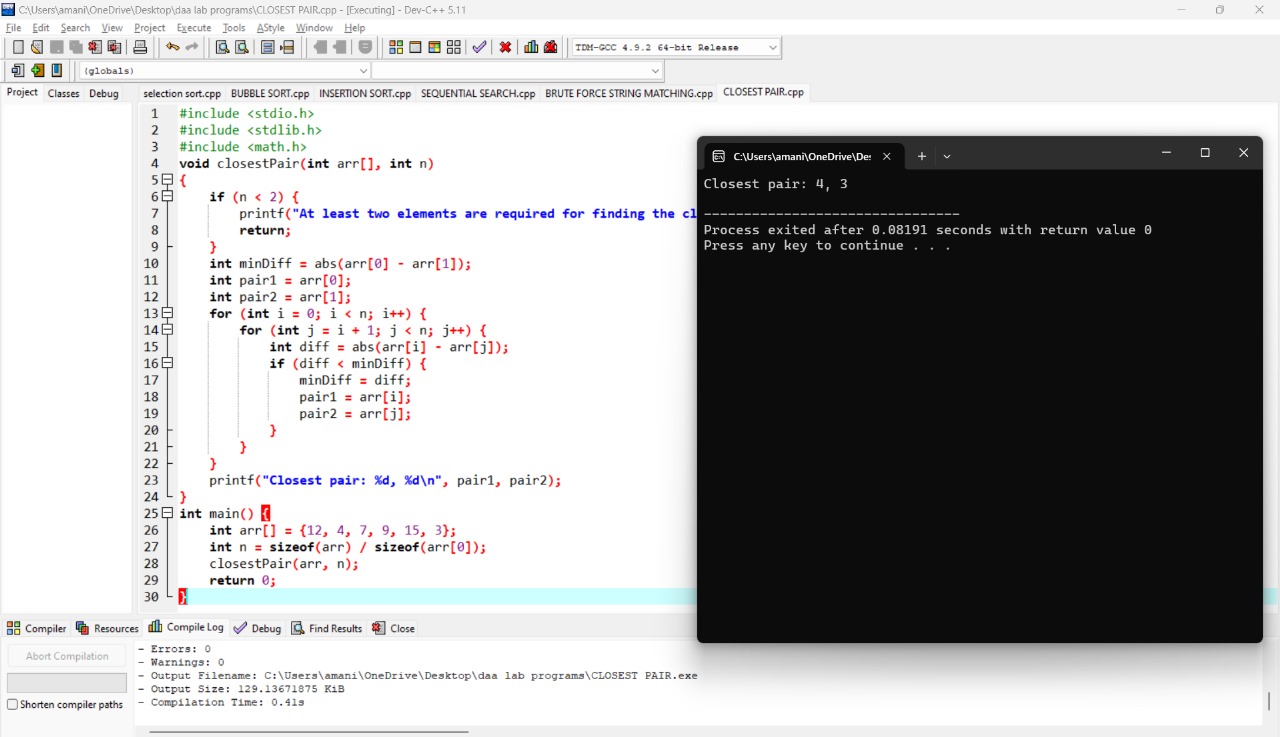 C:\Users\amani\OneDrive\Desktop\daa lab programs\CLOSEST PAIR.cpp - [Executing] - Dev-C++ 5.11
File Edit Search View Project Execute Tools AStyle Window Help
TDM-GCC 4.9.2 64-bit Release
(globals)
Project Classes Debug
selection sort.cpp BUBBLE SORT.cpp INSERTION SORT.cpp SEQUENTIAL SEARCH.cpp BRUTE FORCE STRING MATCHING.cpp CLOSEST PAIR.cpp
1 #include <stdio.h>
2 #include <stdlib.h>
3 #include <math.h>
4 void closestPair(int arr[], int n)
5 {
6 if (n < 2) {
7 printf("At least two elements are required for finding the cl
8 return;
9 }
10 int minDiff = abs(arr[0] - arr[1]);
11 int pair1 = arr[0];
12 int pair2 = arr[1];
13 for (int i = 0; i < n; i++) {
14 for (int j = i + 1; j < n; j++) {
15 int diff = abs(arr[i] - arr[j]);
16 if (diff < minDiff) {
17 minDiff = diff;
18 pair1 = arr[i];
19 pair2 = arr[j];
20 }
21 }
22 }
23 printf("Closest pair: %d, %d\n", pair1, pair2);
24 }
25 int main() {
26 int arr[] = {12, 4, 7, 9, 15, 3};
27 int n = sizeof(arr) / sizeof(arr[0]);
28 closestPair(arr, n);
29 return 0;
30 }
C:\Users\amani\OneDrive\De:
Closest pair: 4, 3
--------------------------------
Process exited after 0.08191 seconds with return value 0
Press any key to continue . . .
Compiler Resources Compile Log Debug Find Results Close
Abort Compilation
Shorten compiler paths
- Errors: 0
- Warnings: 0
- Output Filename: C:\Users\amani\OneDrive\Desktop\daa lab programs\CLOSEST PAIR.exe
- Output Size: 129.13671875 KiB
- Compilation Time: 0.41s